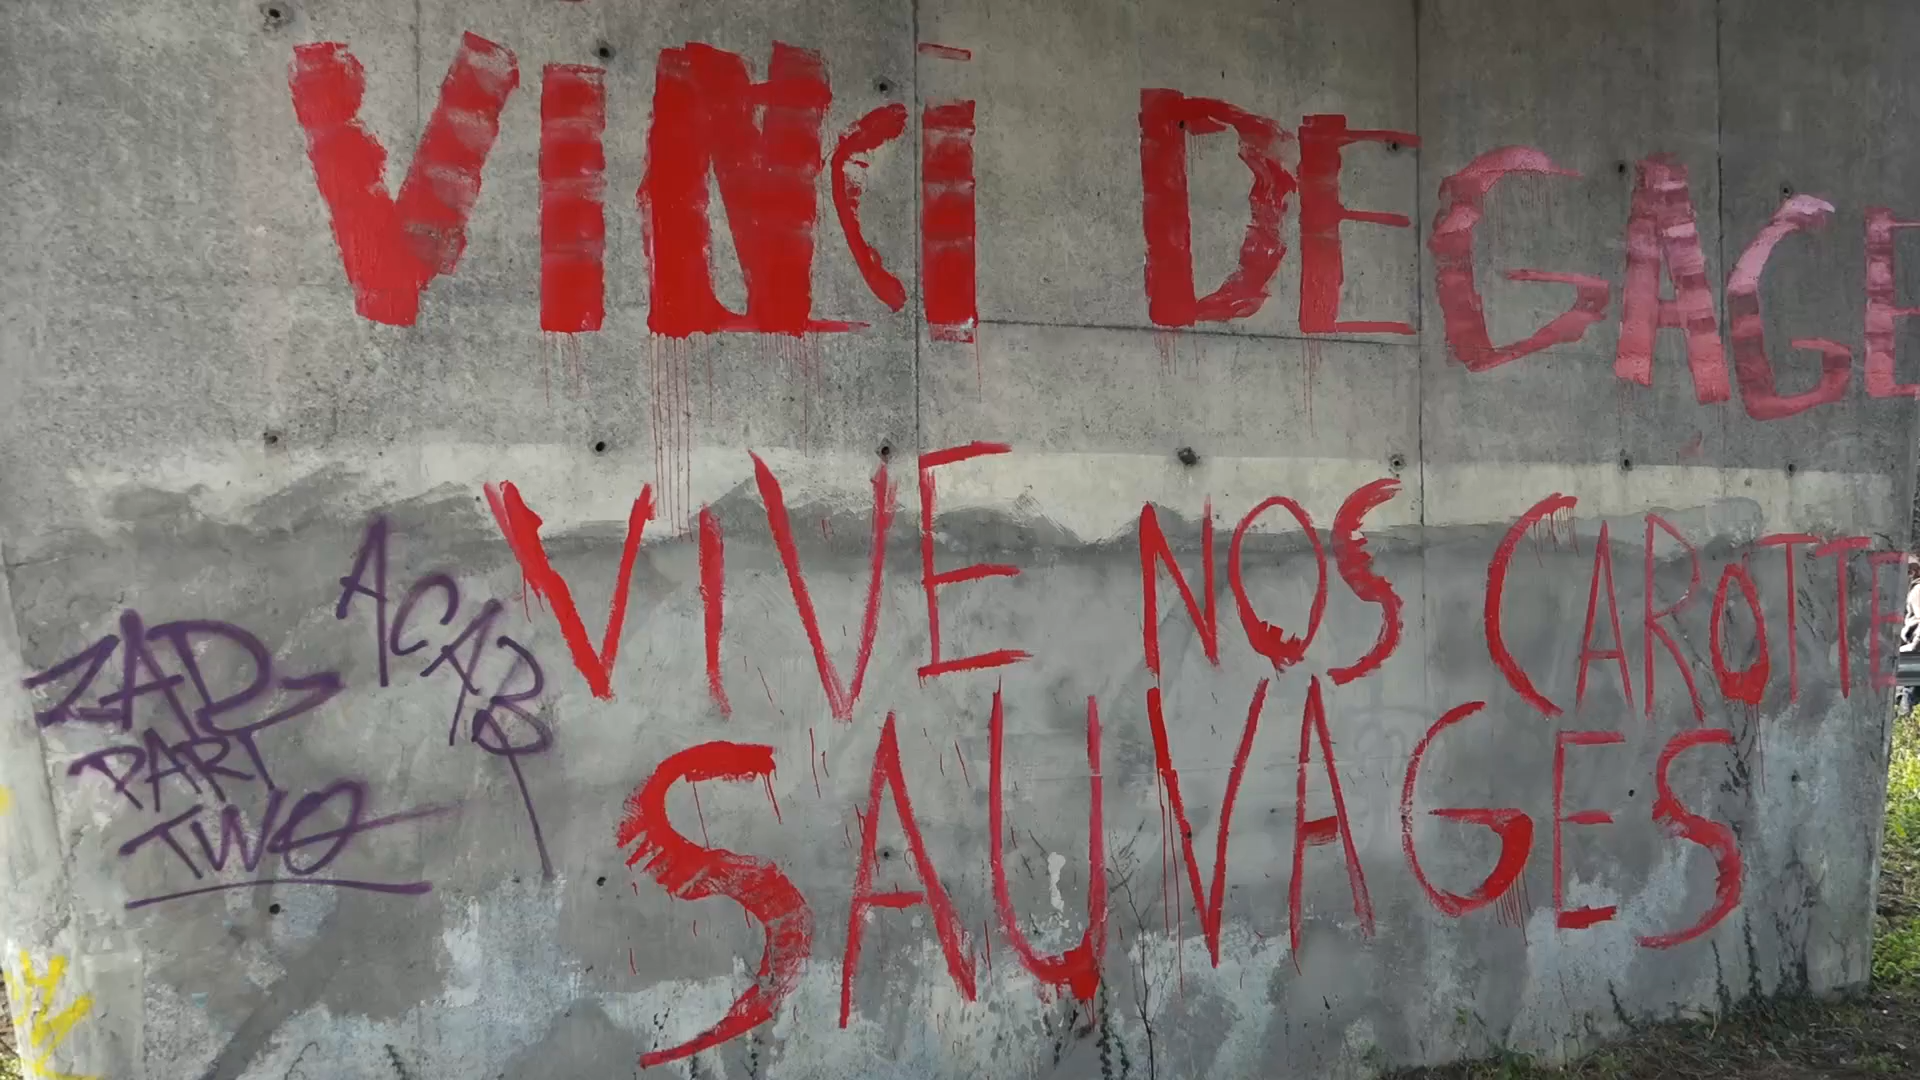 VINCI DEGAGE
VIVE NOS CAROTTE
SAUVAGES
ACAB
ZAD
PART
TWO